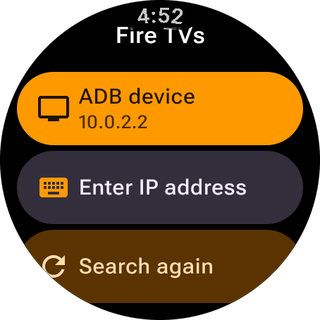 4:52
Fire TVs
ADB device
10.0.2.2
Enter IP address
Search again